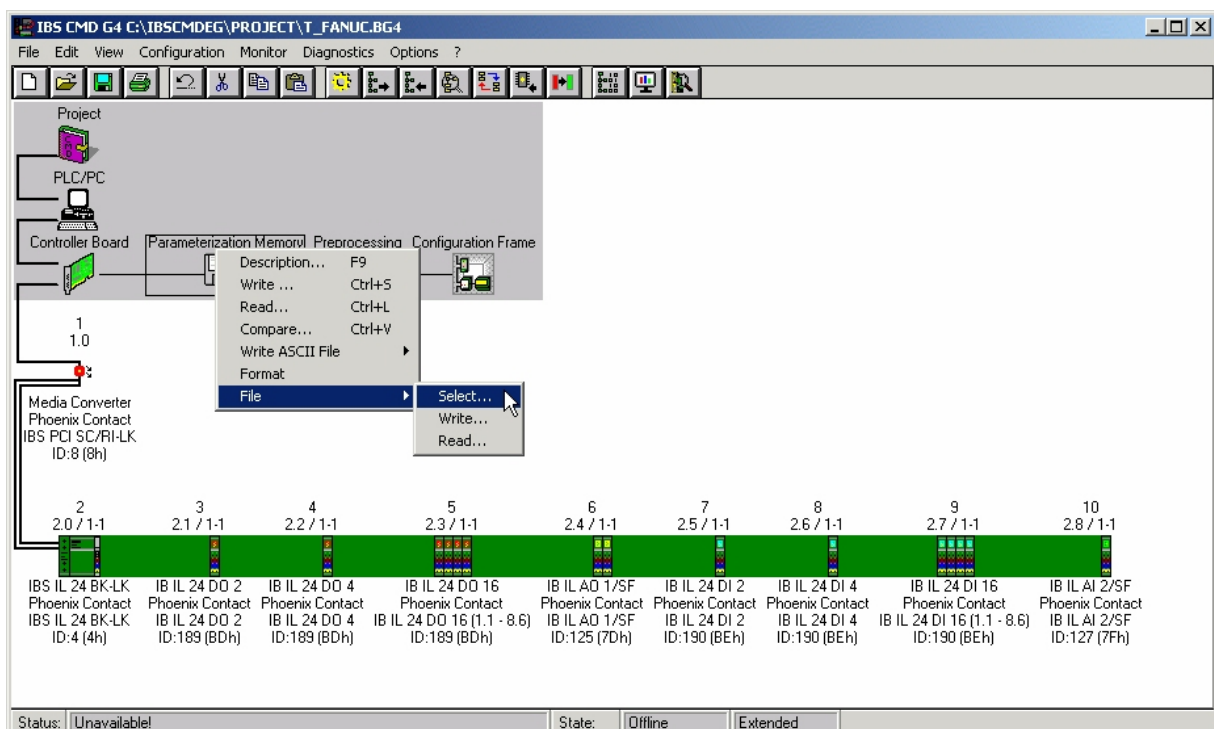 IBS CMD G4 C:\IBSCMDEG\PROJECT\T_FANUC.BG4
File Edit View Configuration Monitor Diagnostics Options ?
Project
PLC/PC
Controller Board Parameterization Memory Preprocessing Configuration Frame
Description... F9
Write ... Ctrl+S
Read... Ctrl+L
Compare... Ctrl+V
Write ASCII File
Format
File
Select...
Write...
Read...
1
1.0
Media Converter
Phoenix Contact
IBS PCI SC/RI-LK
ID:8 (8h)
2 3 4 5 6 7 8 9 10
2.0 / 1-1 2.1 / 1-1 2.2 / 1-1 2.3 / 1-1 2.4 / 1-1 2.5 / 1-1 2.6 / 1-1 2.7 / 1-1 2.8 / 1-1
IBS IL 24 BK-LK IB IL 24 DO 2 IB IL 24 DO 4 IB IL 24 DO 16 IB IL AO 1/SF IB IL 24 DI 2 IB IL 24 DI 4 IB IL 24 DI 16 IB IL AI 2/SF
Phoenix Contact Phoenix Contact Phoenix Contact Phoenix Contact Phoenix Contact Phoenix Contact Phoenix Contact Phoenix Contact Phoenix Contact
IBS IL 24 BK-LK IB IL 24 DO 2 IB IL 24 DO 4 IB IL 24 DO 16 (1.1 - 8.6) IB IL AO 1/SF IB IL 24 DI 2 IB IL 24 DI 4 IB IL 24 DI 16 (1.1 - 8.6) IB IL AI 2/SF
ID:4 (4h) ID:189 (BDh) ID:189 (BDh) ID:189 (BDh) ID:125 (7Dh) ID:190 (BEh) ID:190 (BEh) ID:190 (BEh) ID:127 (7Fh)
Status: Unavailable! State: Offline Extended